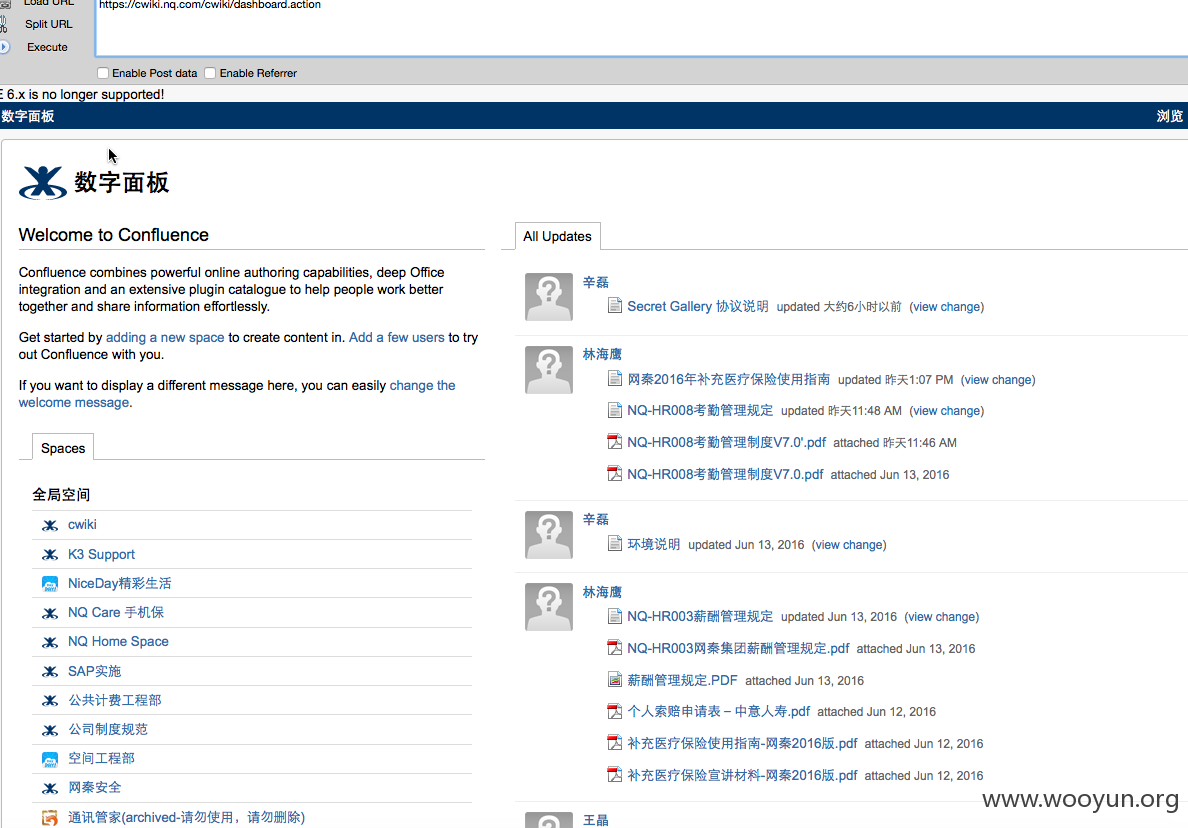 Load URL
https://cwiki.nq.com/cwiki/dashboard.action
Split URL
Execute
Enable Post data
Enable Referrer
E 6.x is no longer supported!
数字面板
浏览
数字面板
Welcome to Confluence
Confluence combines powerful online authoring capabilities, deep Office
integration and an extensive plugin catalogue to help people work better
together and share information effortlessly.
Get started by adding a new space to create content in. Add a few users to try
out Confluence with you.
If you want to display a different message here, you can easily change the
welcome message.
Spaces
全局空间
cwiki
K3 Support
NiceDay精彩生活
NQ Care 手机保
NQ Home Space
SAP实施
公共计费工程部
公司制度规范
空间工程部
网秦安全
通讯管家(archived-请勿使用，请勿删除)
All Updates
辛磊
Secret Gallery 协议说明 updated 大约6小时以前 (view change)
林海鹰
网秦2016年补充医疗保险使用指南 updated 昨天1:07 PM (view change)
NQ-HR008考勤管理规定 updated 昨天11:48 AM (view change)
NQ-HR008考勤管理制度V7.0'.pdf attached 昨天11:46 AM
NQ-HR008考勤管理制度V7.0.pdf attached Jun 13, 2016
辛磊
环境说明 updated Jun 13, 2016 (view change)
林海鹰
NQ-HR003薪酬管理规定 updated Jun 13, 2016 (view change)
NQ-HR003网秦集团薪酬管理规定.pdf attached Jun 13, 2016
薪酬管理规定.PDF attached Jun 13, 2016
个人索赔申请表－中意人寿.pdf attached Jun 12, 2016
补充医疗保险使用指南-网秦2016版.pdf attached Jun 12, 2016
补充医疗保险宣讲材料-网秦2016版.pdf attached Jun 12, 2016
王晶
www.wooyun.org